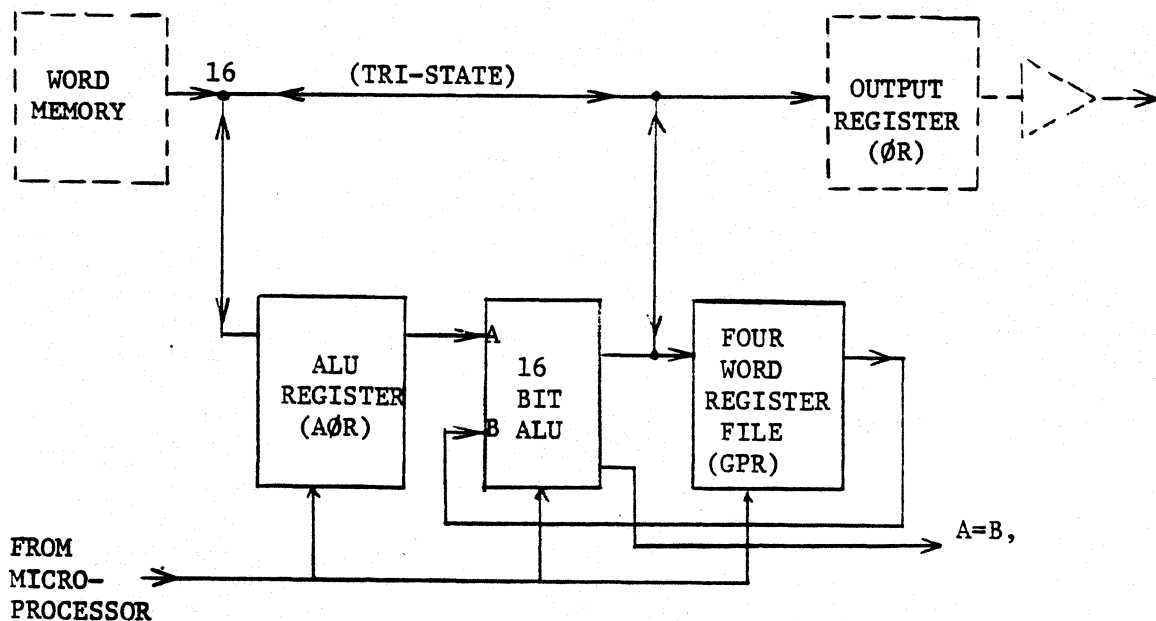 WORD
MEMORY
16
(TRI-STATE)
OUTPUT
REGISTER
(ØR)
ALU
REGISTER
(AØR)
A
B
16
BIT
ALU
FOUR
WORD
REGISTER
FILE
(GPR)
A=B,
FROM
MICRO-
PROCESSOR